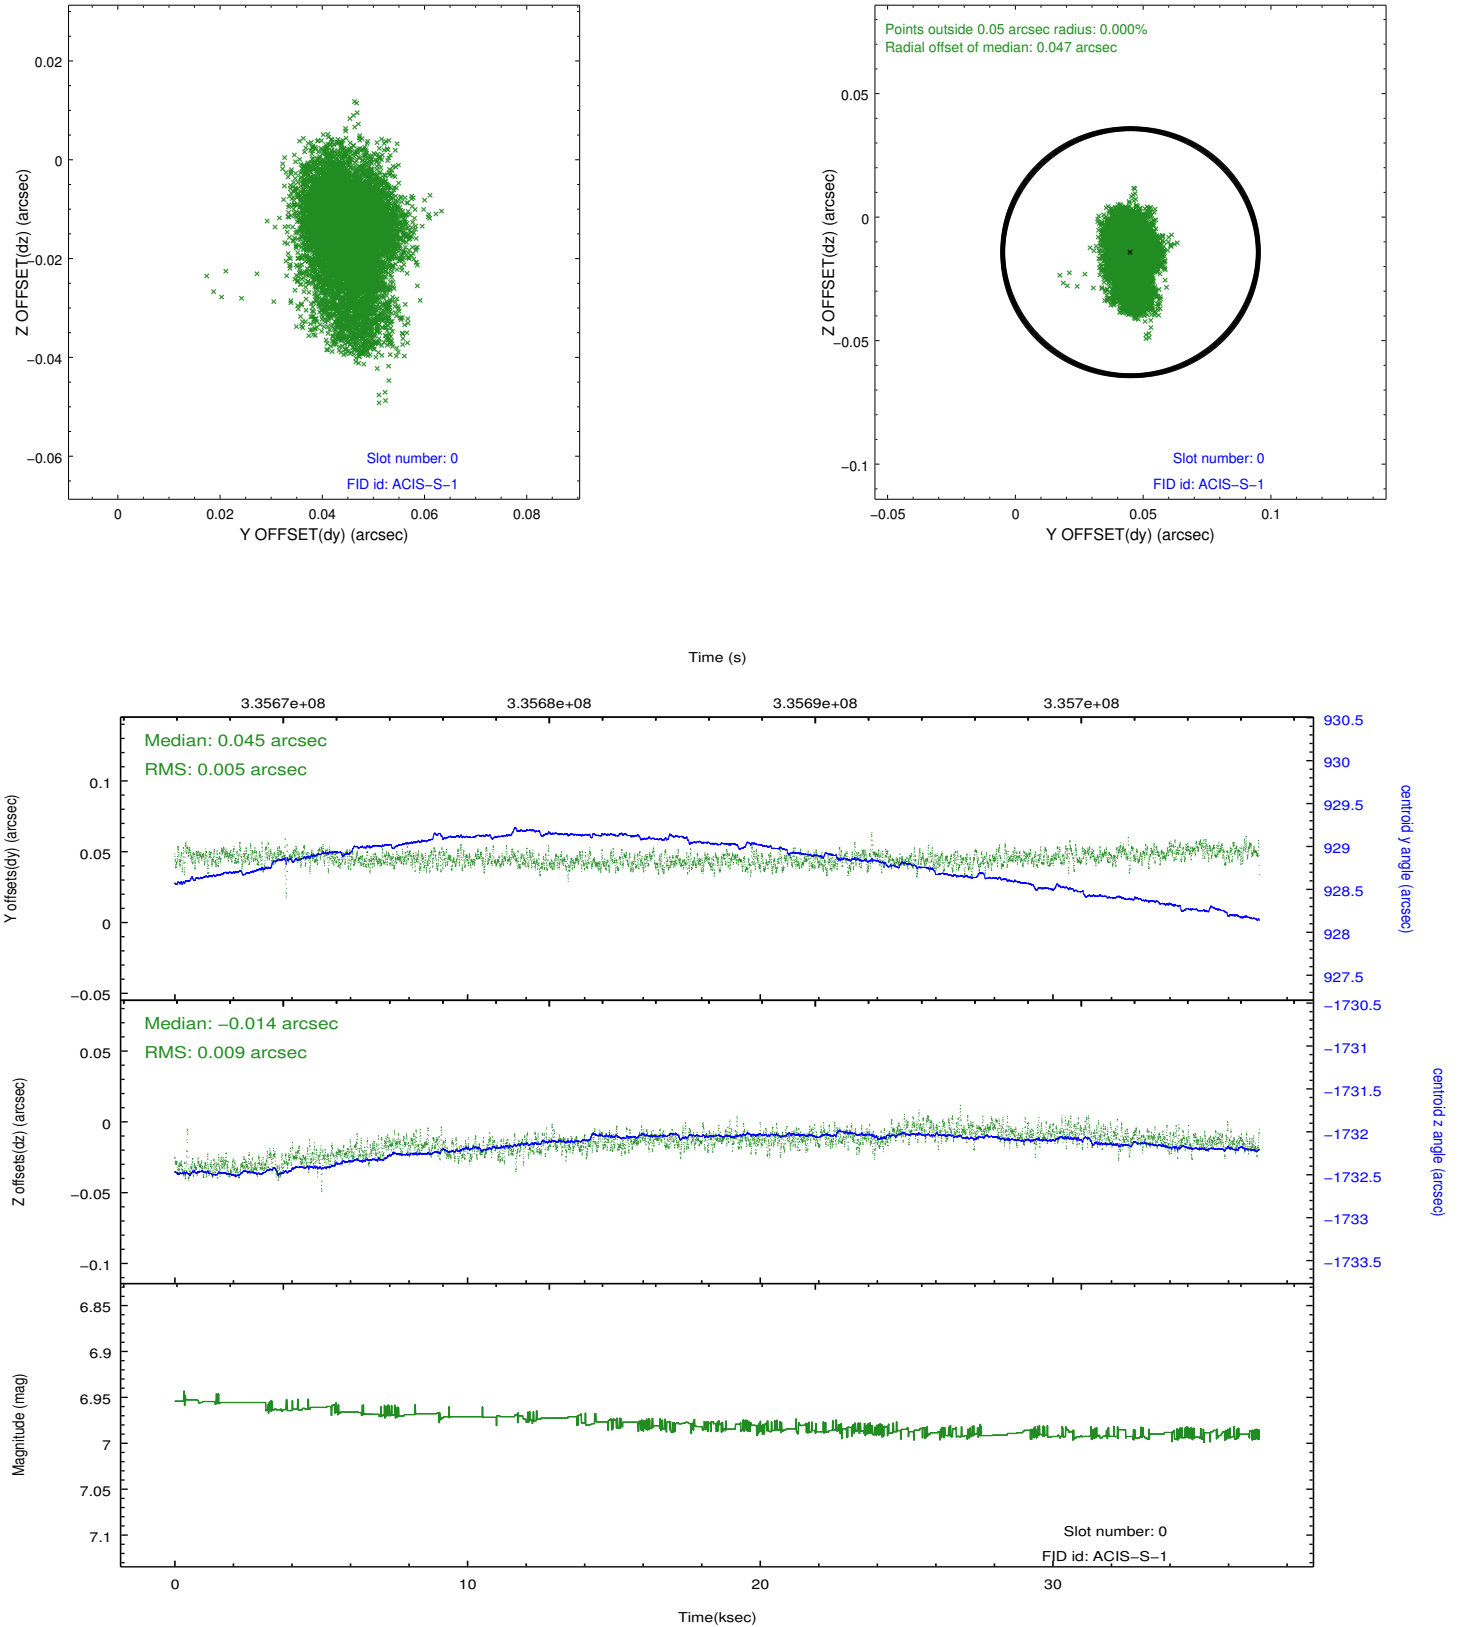 0.02
0
−0.02
−0.04
−0.06
Z OFFSET(dz) (arcsec)
0
0.02
0.04
0.06
0.08
Y OFFSET(dy) (arcsec)
Slot number: 0
FID id: ACIS−S−1
Points outside 0.05 arcsec radius: 0.000%
Radial offset of median: 0.047 arcsec
0.05
0
−0.05
−0.1
Z OFFSET(dz) (arcsec)
−0.05
0
0.05
0.1
Y OFFSET(dy) (arcsec)
Slot number: 0
FID id: ACIS−S−1
Time (s)
3.3567e+08
3.3568e+08
3.3569e+08
3.357e+08
Median: 0.045 arcsec
RMS: 0.005 arcsec
0.1
0.05
0
−0.05
Y offsets(dy) (arcsec)
930.5
930
929.5
929
928.5
928
927.5
centroid y angle (arcsec)
Median: −0.014 arcsec
RMS: 0.009 arcsec
0.05
0
−0.05
−0.1
Z offsets(dz) (arcsec)
−1730.5
−1731
−1731.5
−1732
−1732.5
−1733
−1733.5
centroid z angle (arcsec)
6.85
6.9
6.95
7
7.05
7.1
Magnitude (mag)
Slot number: 0
FID id: ACIS−S−1
0
10
20
30
Time(ksec)